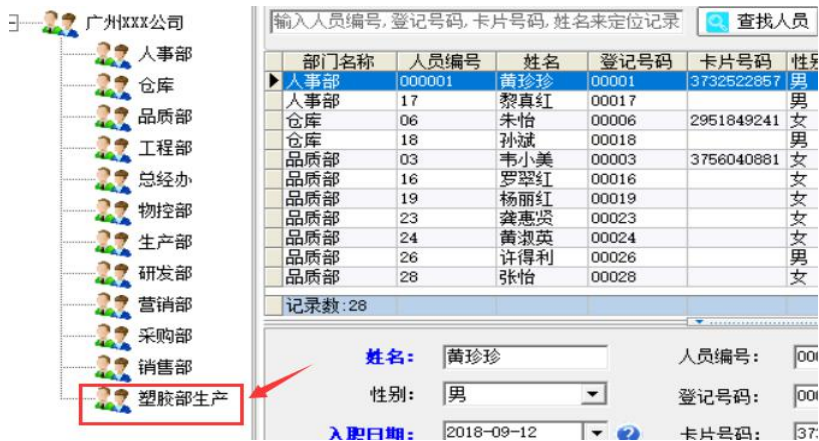 广州XXX公司
人事部
仓库
品质部
工程部
总经办
物控部
生产部
研发部
营销部
采购部
销售部
塑胶部生产
输入人员编号,登记号码,卡片号码,姓名来定位记录 查找人员
部门名称 人员编号 姓名 登记号码 卡片号码
人事部 000001 黄珍珍 00001 3732522857 男
人事部 17 黎真红 00017 男
仓库 06 朱怡 00006 2951849241 女
仓库 18 孙斌 00018 男
品质部 03 韦小美 00003 3756040881 女
品质部 16 罗翠红 00016 女
品质部 19 杨丽红 00019 女
品质部 23 龚惠贤 00023 女
品质部 24 黄淑英 00024 女
品质部 26 许得利 00026 男
品质部 28 张怡 00028 女
记录数:28
姓名: 黄珍珍 人员编号:
性别: 男 登记号码:
入职日期: 2018-09-12 卡片号码: